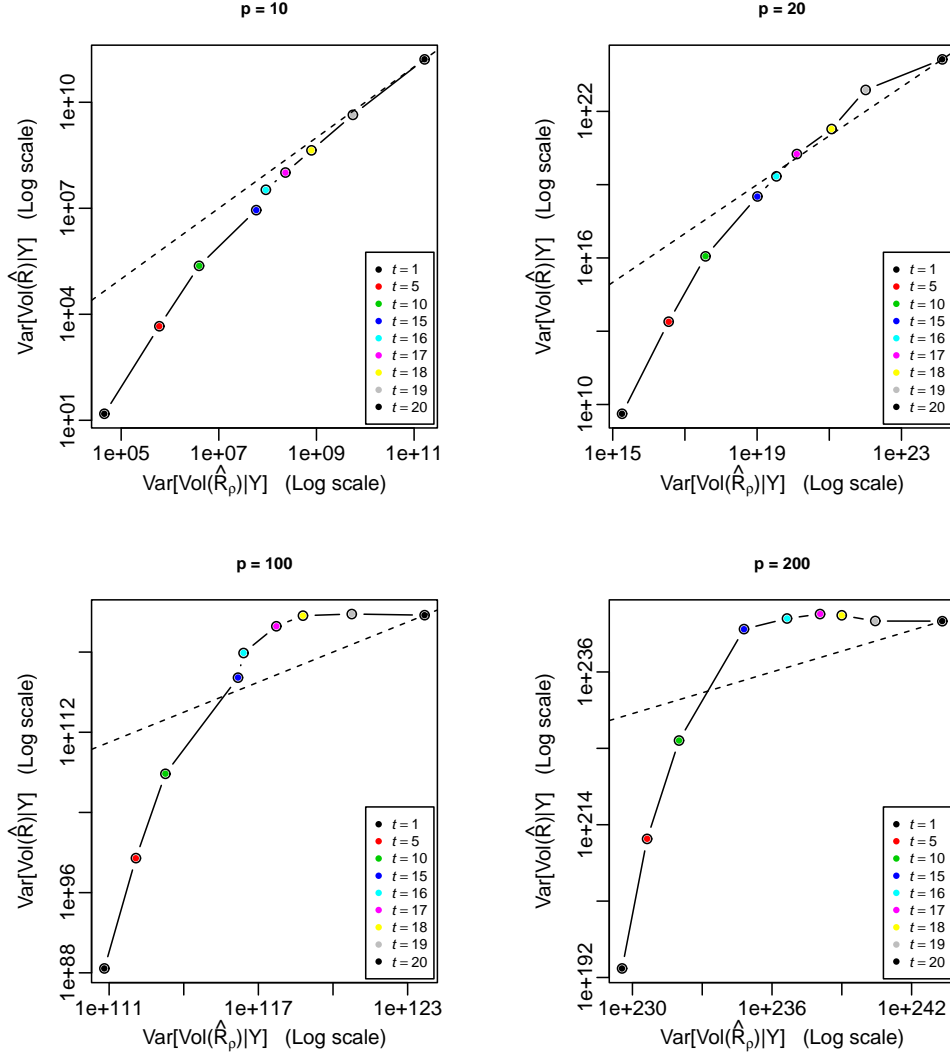 p = 10
Var[Vol(R̂)|Y] (Log scale)
1e+10
1e+07
1e+04
1e+01
t = 1
t = 5
t = 10
t = 15
t = 16
t = 17
t = 18
t = 19
t = 20
1e+05 1e+07 1e+09 1e+11
Var[Vol(R̂ρ)|Y] (Log scale)
p = 20
Var[Vol(R̂)|Y] (Log scale)
1e+22
1e+16
1e+10
t = 1
t = 5
t = 10
t = 15
t = 16
t = 17
t = 18
t = 19
t = 20
1e+15 1e+19 1e+23
Var[Vol(R̂ρ)|Y] (Log scale)
p = 100
Var[Vol(R̂)|Y] (Log scale)
1e+112
1e+96
1e+88
t = 1
t = 5
t = 10
t = 15
t = 16
t = 17
t = 18
t = 19
t = 20
1e+111 1e+117 1e+123
Var[Vol(R̂ρ)|Y] (Log scale)
p = 200
Var[Vol(R̂)|Y] (Log scale)
1e+236
1e+214
1e+192
t = 1
t = 5
t = 10
t = 15
t = 16
t = 17
t = 18
t = 19
t = 20
1e+230 1e+236 1e+242
Var[Vol(R̂ρ)|Y] (Log scale)